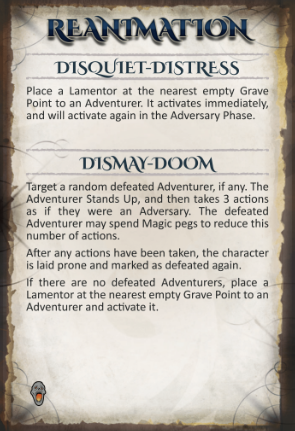 REANIMATION
DISQUIET-DISTRESS
Place a Lamentor at the nearest empty Grave
Point to an Adventurer. It activates immediately,
and will activate again in the Adversary Phase.
DISMAY-DOOM
Target a random defeated Adventurer, if any. The
Adventurer Stands Up, and then takes 3 actions
as if they were an Adversary. The defeated
Adventurer may spend Magic pegs to reduce this
number of actions.
After any actions have been taken, the character
is laid prone and marked as defeated again.
If there are no defeated Adventurers, place a
Lamentor at the nearest empty Grave Point to an
Adventurer and activate it.